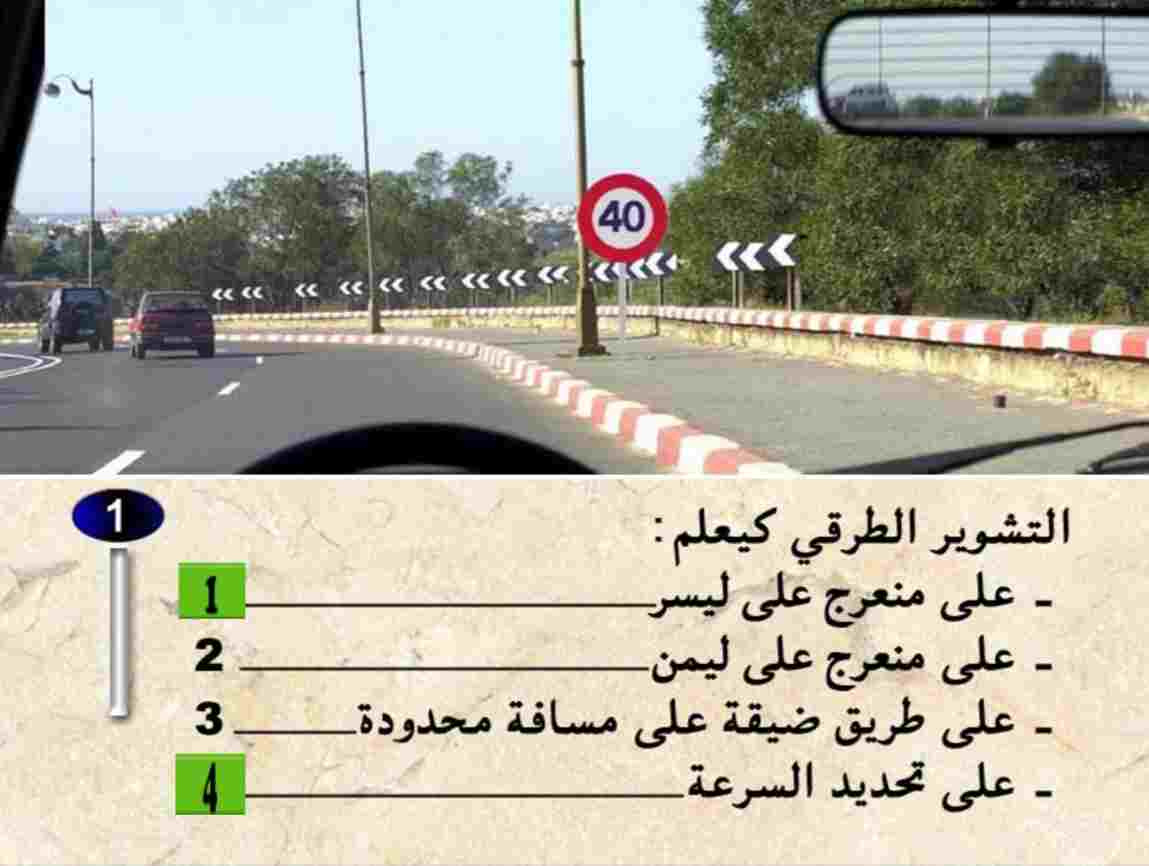 40
1
التشوير الطرقي كيعلم:
- على منعرج على ليسر 1
- على منعرج على ليمن 2
- على طريق ضيقة على مسافة محدودة 3
- على تحديد السرعة 4